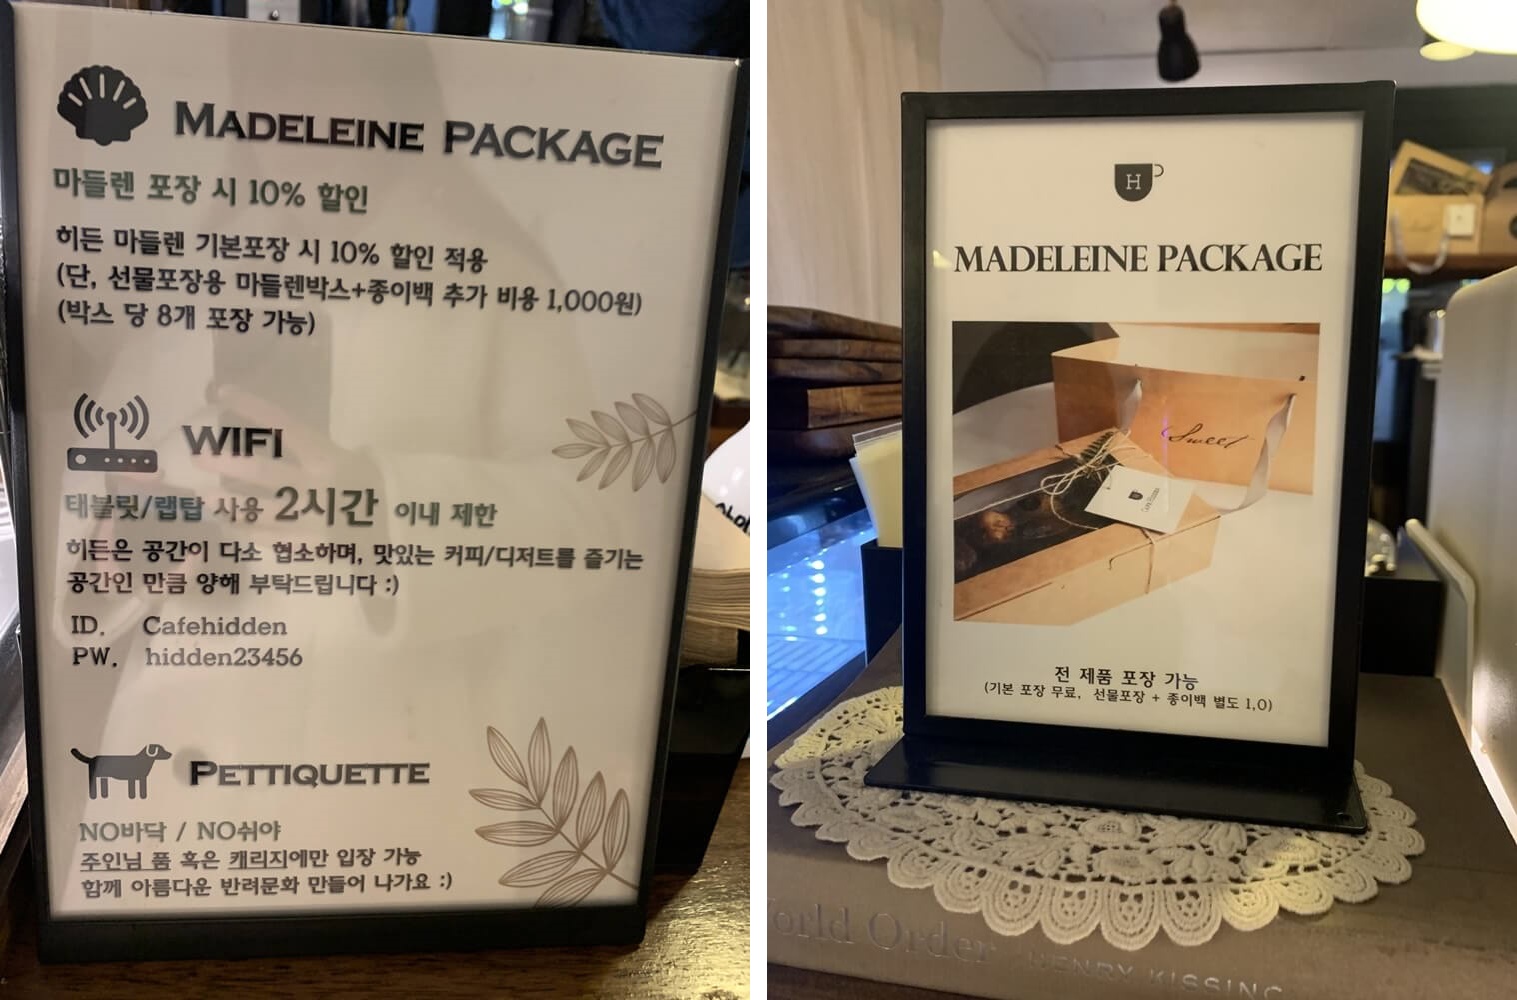 MADELEINE PACKAGE
마들렌 포장 시 10% 할인
히든 마들렌 기본포장 시 10% 할인 적용
(단, 선물포장용 마들렌박스+종이백 추가 비용 1,000원)
(박스 당 8개 포장 가능)
WIFI
태블릿/랩탑 사용 2시간 이내 제한
히든은 공간이 다소 협소하며, 맛있는 커피/디저트를 즐기는
공간인 만큼 양해 부탁드립니다 :)
ID. Cafehidden
PW. hidden23456
PETTIQUETTE
NO바닥 / NO쉬야
주인님 품 혹은 캐리지에만 입장 가능
함께 아름다운 반려문화 만들어 나가요 :)
H
MADELEINE PACKAGE
Sweet
전 제품 포장 가능
(기본 포장 무료, 선물포장 + 종이백 별도 1,0)
World Order
HENRY KISSING